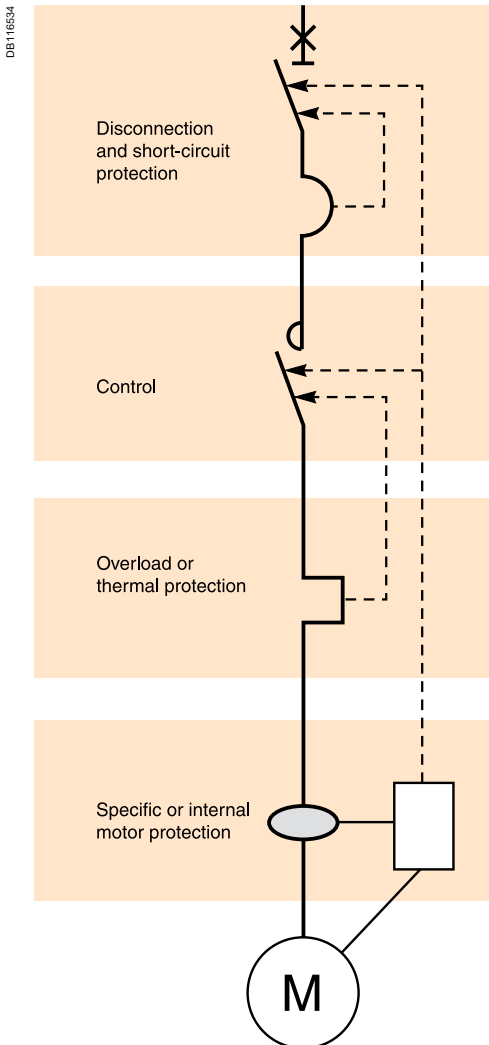 DB116534
Disconnection
and short-circuit
protection
Control
Overload or
thermal protection
Specific or internal
motor protection
M